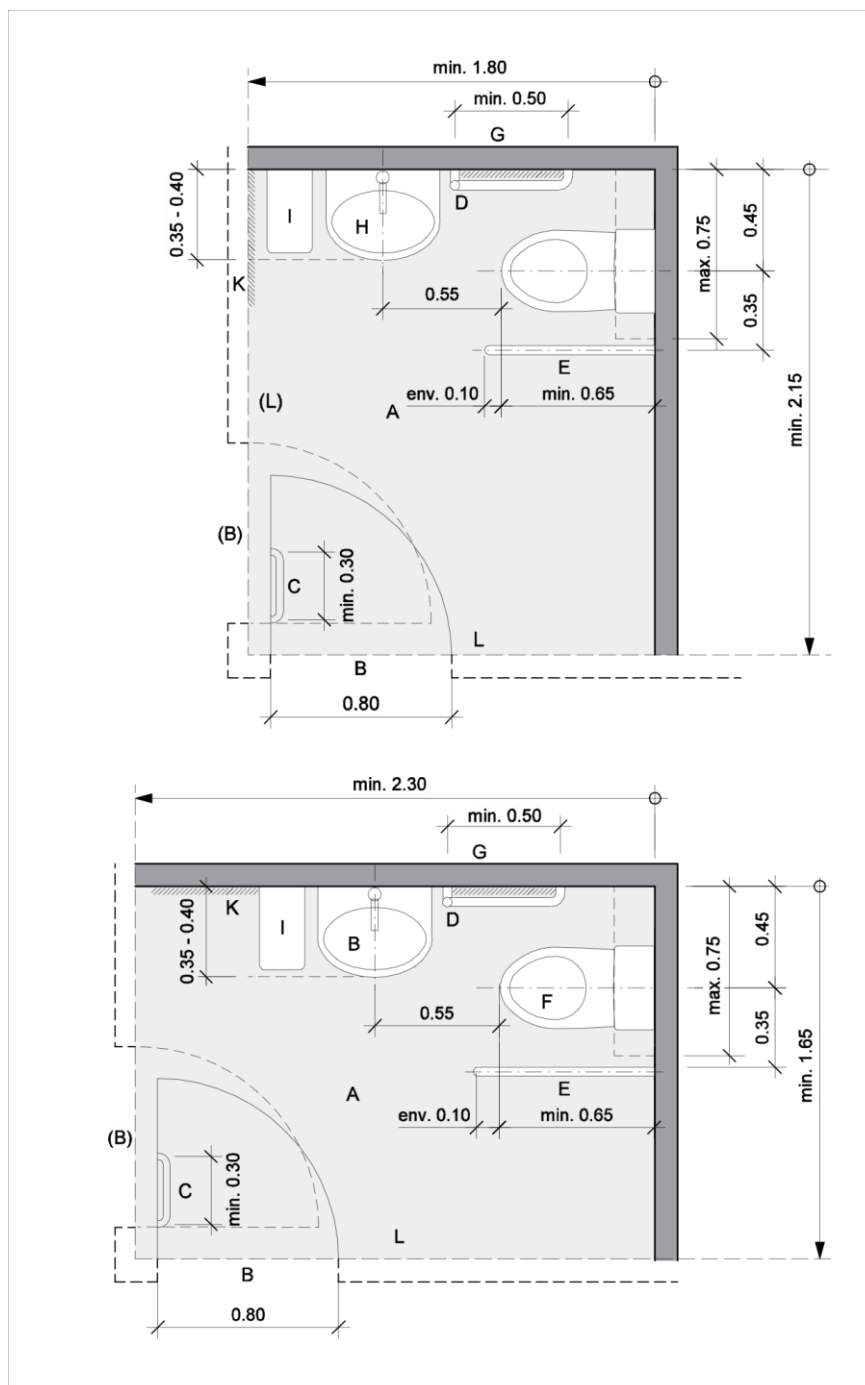 min. 1.80
min. 0.50
G
0.35 - 0.40
I
H
D
max. 0.75
0.45
K
0.55
0.35
E
(L)
env. 0.10
min. 0.65
A
min. 2.15
(B)
C
min. 0.30
L
B
0.80
min. 2.30
min. 0.50
G
0.35 - 0.40
K
I
D
B
max. 0.75
0.45
F
0.55
0.35
min. 1.65
E
A
env. 0.10
min. 0.65
(B)
C
min. 0.30
L
B
0.80